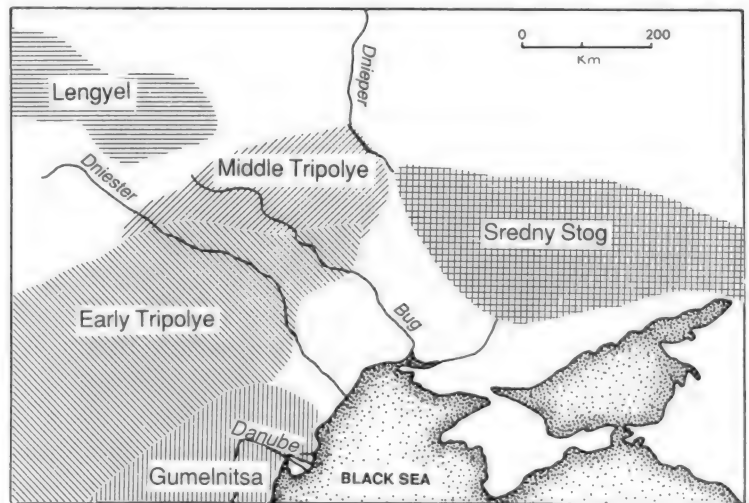 Dnieper
0 200
Km
Lengyel
Dniester
Middle Tripolye
Sredny Stog
Early Tripolye
Bug
Danube
Gumelnitsa
BLACK SEA